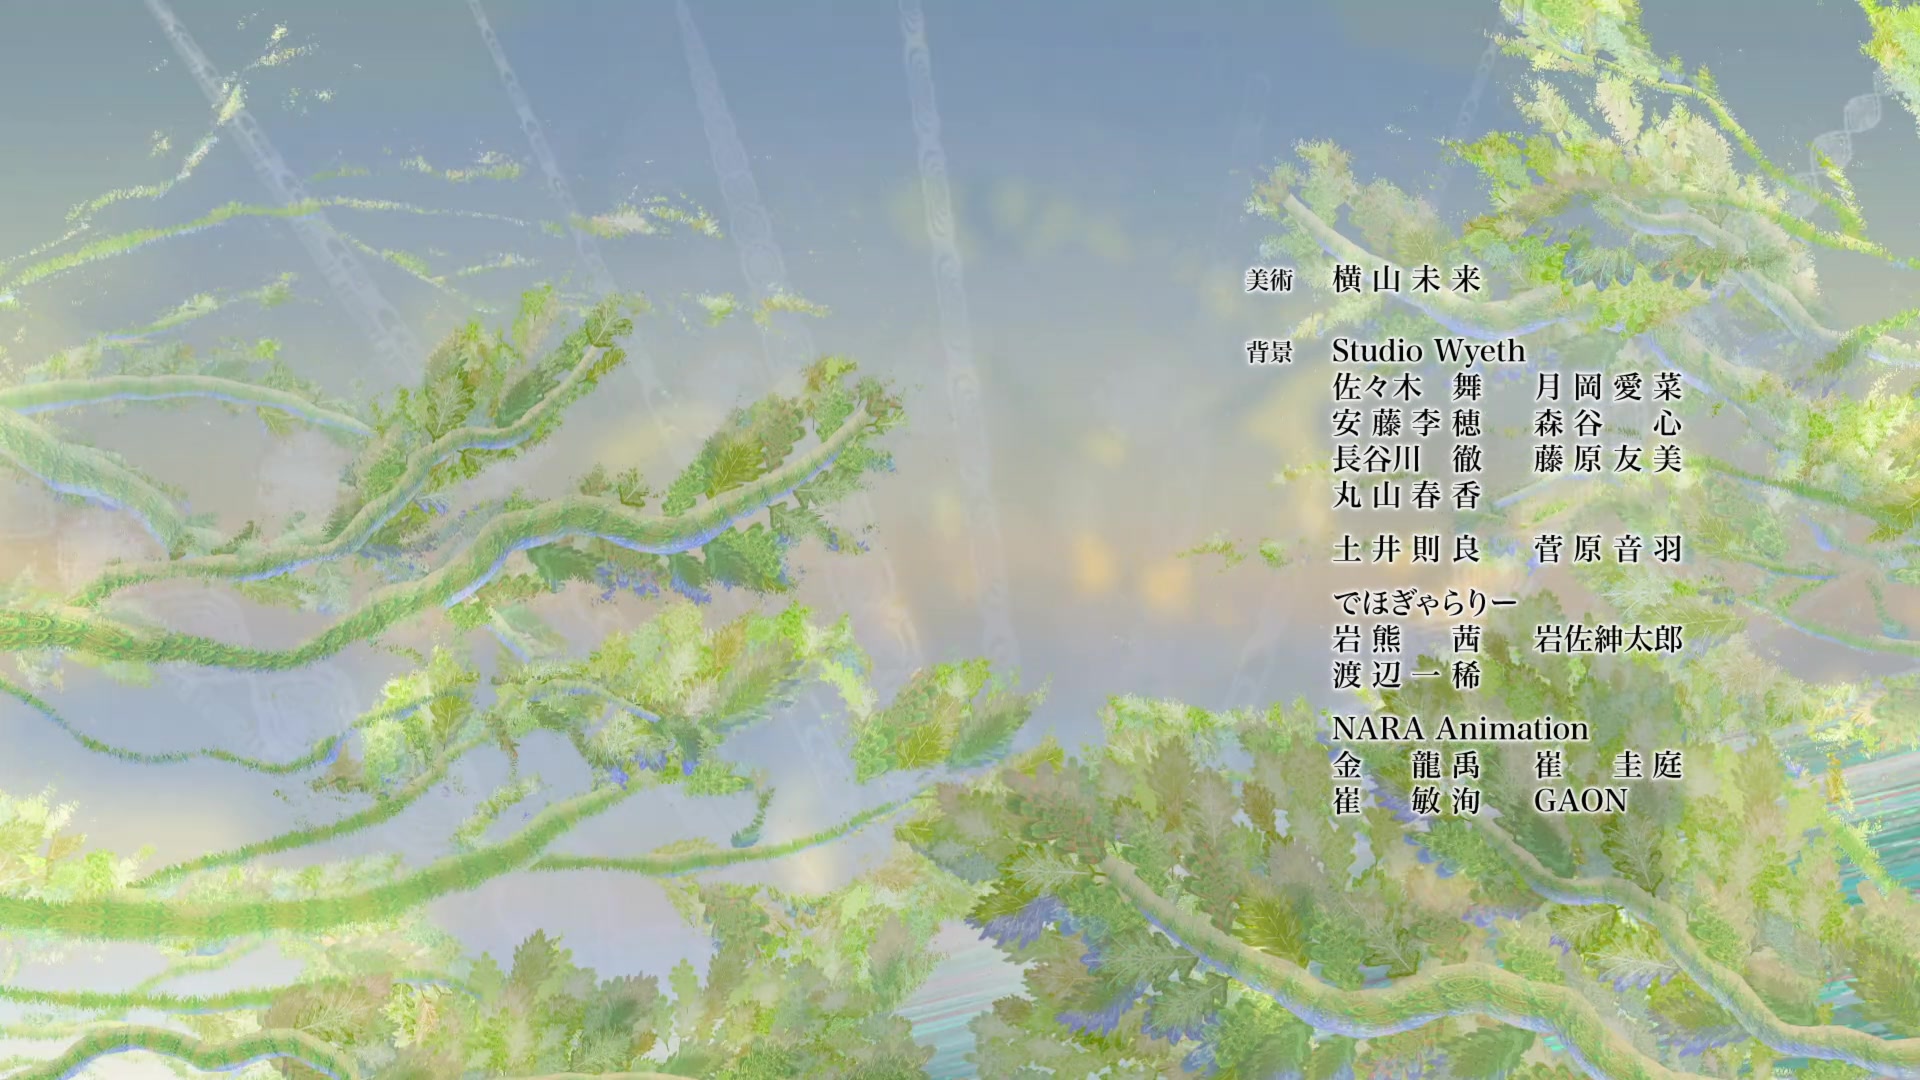 美術 横山未来
背景 Studio Wyeth
佐々木 舞 月岡愛菜
安藤李穂 森谷 心
長谷川 徹 藤原友美
丸山春香
土井則良 菅原音羽
でほぎゃらりー
岩熊 茜 岩佐紳太郎
渡辺一稀
NARA Animation
金 龍禹 崔 圭庭
崔 敏洵 GAON